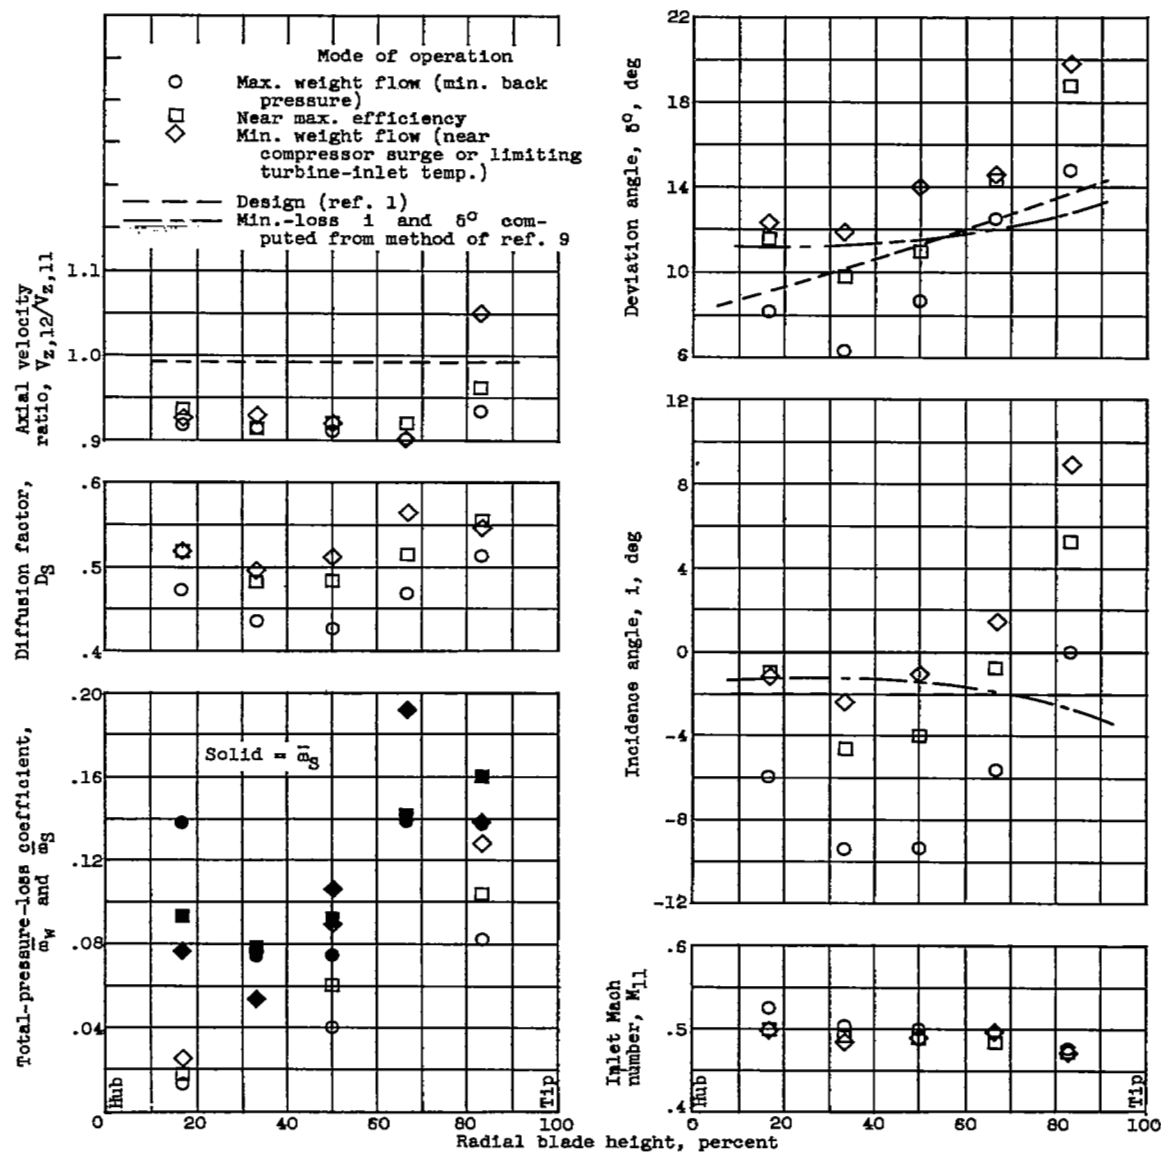 Mode of operation
Max. weight flow (min. back
pressure)
Near max. efficiency
Min. weight flow (near
compressor surge or limiting
turbine-inlet temp.)
Design (ref. 1)
Min.-loss i and δ° com-
puted from method of ref. 9
Axial velocity
ratio, Vz,12/Vz,11
1.1
1.0
.9
Diffusion factor,
DS
.6
.5
.4
Total-pressure-loss coefficient,
ω̄w and ω̄S
.20
.16
.12
.08
.04
Solid = ω̄S
Hub
Tip
0 20 40 60 80 100
Deviation angle, δ°, deg
22
18
14
10
6
Incidence angle, i, deg
12
8
4
0
-4
-8
-12
Inlet Mach
number, M11
.6
.5
.4
Hub
Tip
0 20 40 60 80 100
Radial blade height, percent